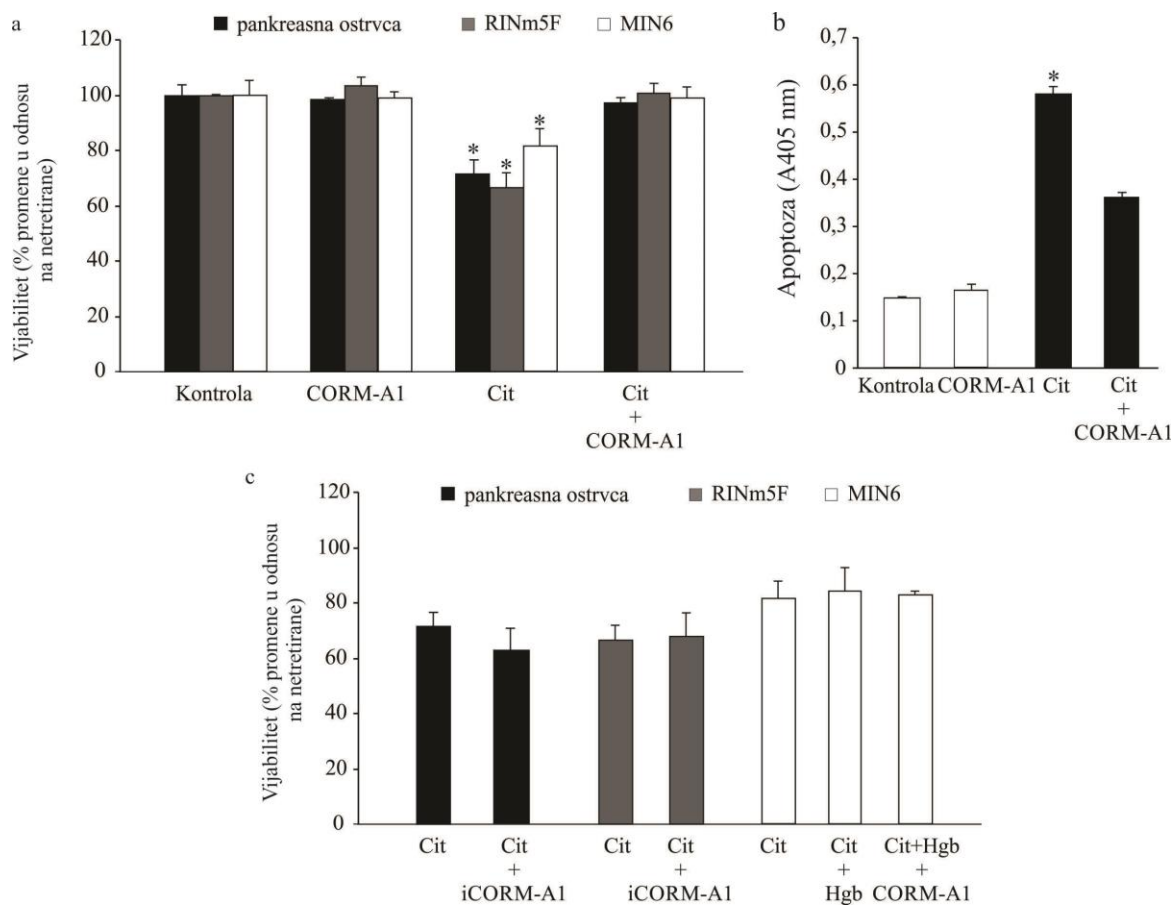 a
pankreasna ostrvca RINm5F MIN6
Vijabilitet (% promene u odnosu
na netretirane)
120
100
80
60
40
20
0
* * *
Kontrola CORM-A1 Cit Cit
+
CORM-A1
b
Apoptoza (A405 nm)
0,7
0,6
0,5
0,4
0,3
0,2
0,1
0
*
Kontrola CORM-A1 Cit Cit
+
CORM-A1
c
pankreasna ostrvca RINm5F MIN6
Vijabilitet (% promene u odnosu
na netretirane)
120
100
80
60
40
20
0
Cit Cit Cit Cit Cit Cit Cit+Hgb
+ + + +
iCORM-A1 iCORM-A1 Hgb CORM-A1